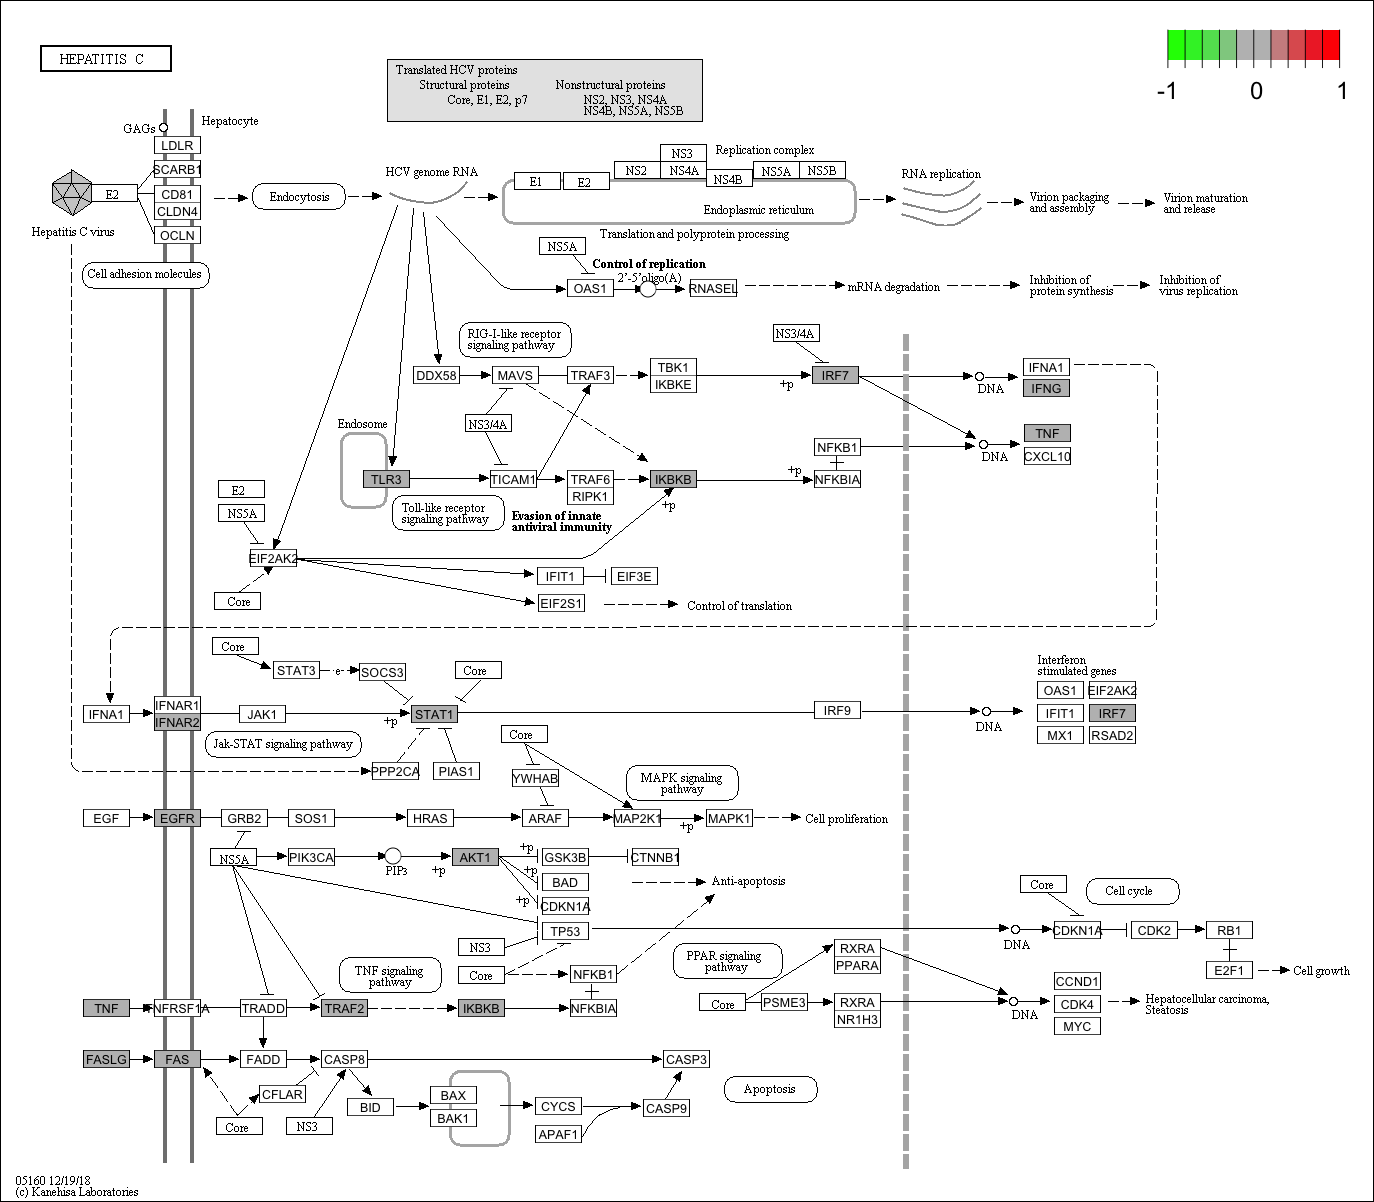 HEPATITIS C
-1 0 1
Translated HCV proteins
Structural proteins
Core, E1, E2, p7
Nonstructural proteins
NS2, NS3, NS4A
NS4B, NS5A, NS5B
GAGs
Hepatocyte
LDLR
SCARB1
E2
CD81
CLDN4
OCLN
Hepatitis C virus
Cell adhesion molecules
Endocytosis
HCV genome RNA
E1
E2
NS2
NS3
NS4A
NS4B
NS5A
NS5B
Replication complex
Endoplasmic reticulum
Translation and polyprotein processing
RNA replication
Virion packaging
and assembly
Virion maturation
and release
NS5A
Control of replication
2'-5'oligo(A)
OAS1
RNASEL
mRNA degradation
Inhibition of
protein synthesis
Inhibition of
virus replication
RIG-I-like receptor
signaling pathway
NS3/4A
DDX58
MAVS
TRAF3
TBK1
IKBKE
+p
IRF7
DNA
IFNA1
IFNG
NS3/4A
Endosome
TNF
CXCL10
DNA
NFKB1
NFKBIA
+p
TLR3
TICAM1
TRAF6
RIPK1
IKBKB
+p
Toll-like receptor
signaling pathway
Evasion of innate
antiviral immunity
E2
NS5A
EIF2AK2
Core
IFIT1
EIF3E
EIF2S1
Control of translation
Core
STAT3
e
SOCS3
Core
IFNA1
IFNAR1
IFNAR2
JAK1
+p
STAT1
IRF9
DNA
Interferon
stimulated genes
OAS1
EIF2AK2
IFIT1
IRF7
MX1
RSAD2
Jak-STAT signaling pathway
PPP2CA
PIAS1
Core
YWHAB
MAPK signaling
pathway
EGF
EGFR
GRB2
SOS1
HRAS
ARAF
MAP2K1
+p
MAPK1
Cell proliferation
NS5A
PIK3CA
PIP3
+p
AKT1
+p
GSK3B
CTNNB1
+p
BAD
Anti-apoptosis
+p
CDKN1A
TP53
NS3
Core
NFKB1
NFKBIA
Core
Cell cycle
DNA
CDKN1A
CDK2
RB1
E2F1
Cell growth
PPAR signaling
pathway
RXRA
PPARA
Core
PSME3
RXRA
NR1H3
DNA
CCND1
CDK4
MYC
Hepatocellular carcinoma,
Steatosis
TNF signaling
pathway
TNF
TNFRSF1A
TRADD
TRAF2
IKBKB
FASLG
FAS
FADD
CASP8
CASP3
CFLAR
Core
NS3
BID
BAX
BAK1
CYCS
APAF1
CASP9
Apoptosis
05160 12/19/18
(c) Kanehisa Laboratories